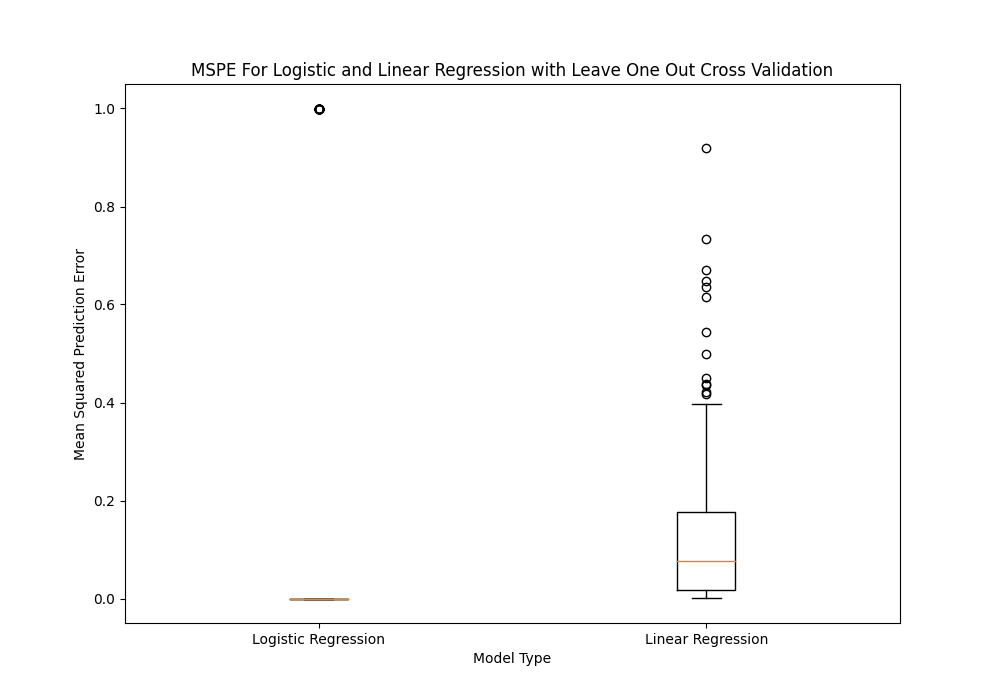 MSPE For Logistic and Linear Regression with Leave One Out Cross Validation
Mean Squared Prediction Error
1.0
0.8
0.6
0.4
0.2
0.0
Logistic Regression
Linear Regression
Model Type